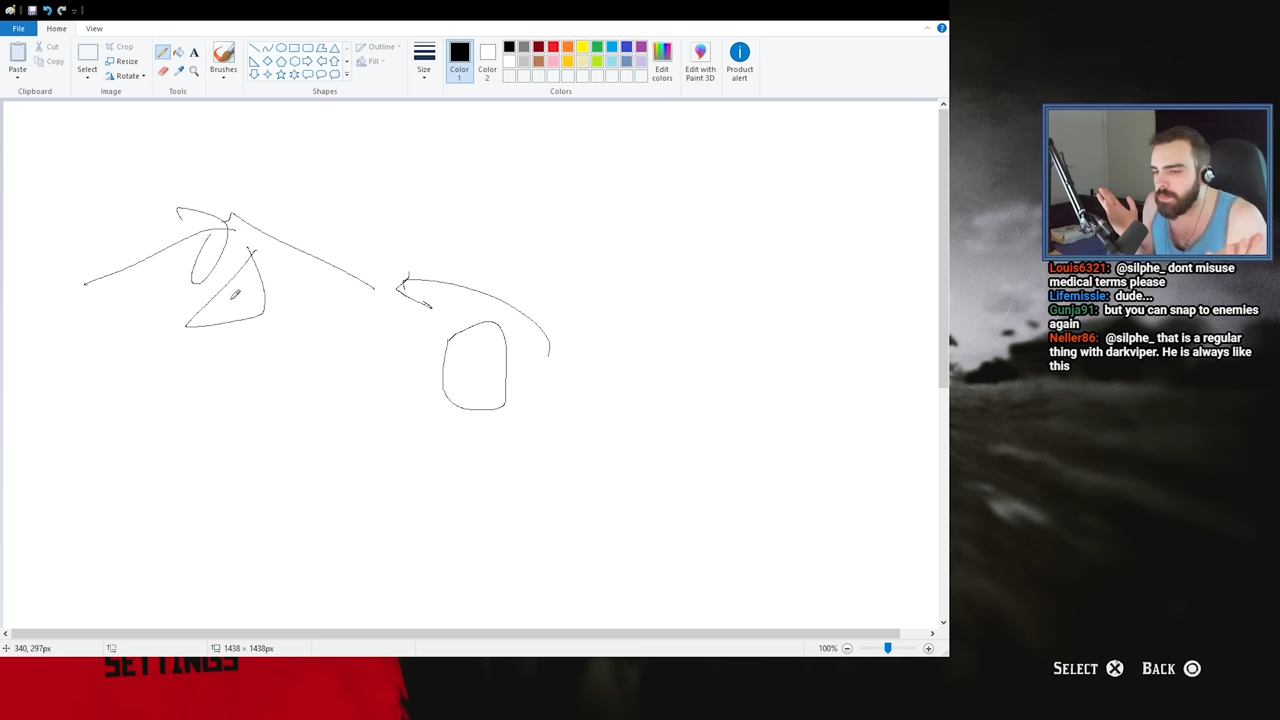 File Home View
Paste Cut Copy Select Crop Resize Rotate A Brushes Outline Fill Size Color 1 Color 2 Edit colors Edit with Paint 3D Product alert
Clipboard Image Tools Shapes Colors
Louis6321: @silphe_ dont misuse
medical terms please
Lifemissie: dude...
Gunja91: but you can snap to enemies
again
Neller86: @silphe_ that is a regular
thing with darkviper. He is always like
this
340, 297px 1438 × 1438px 100%
SETTINGS
SELECT BACK